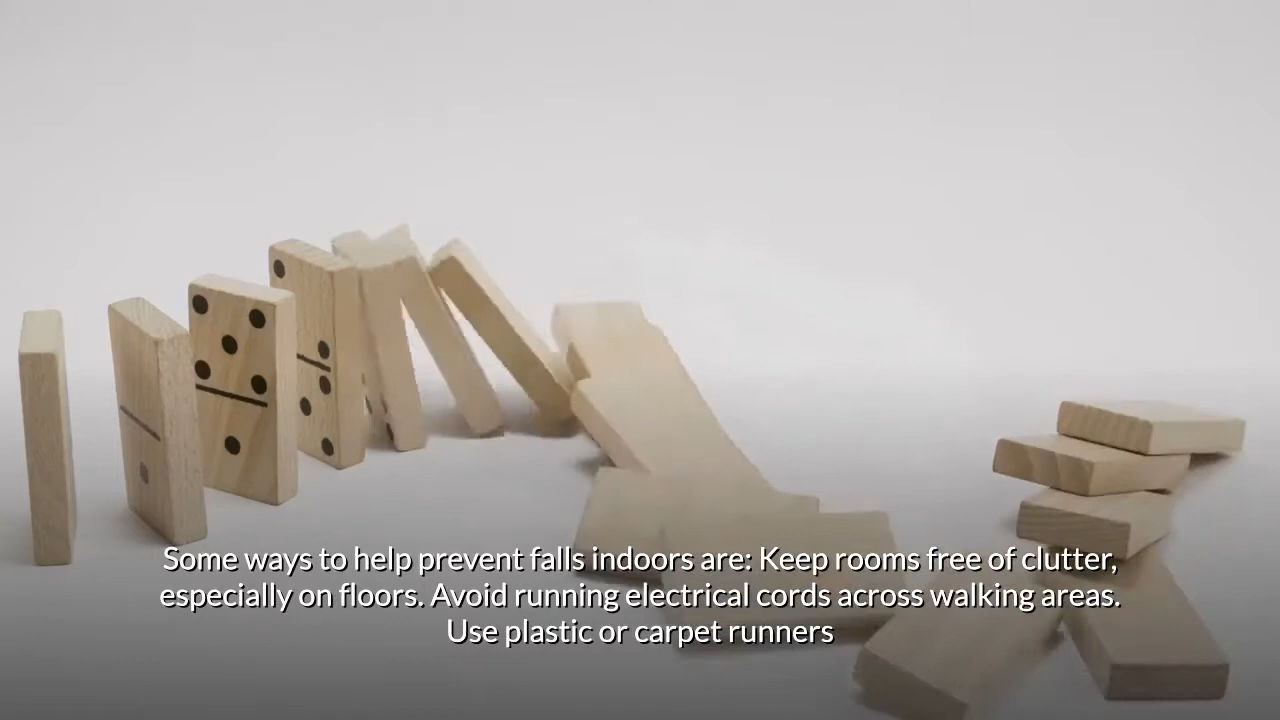 Some ways to help prevent falls indoors are: Keep rooms free of clutter,
especially on floors. Avoid running electrical cords across walking areas.
Use plastic or carpet runners